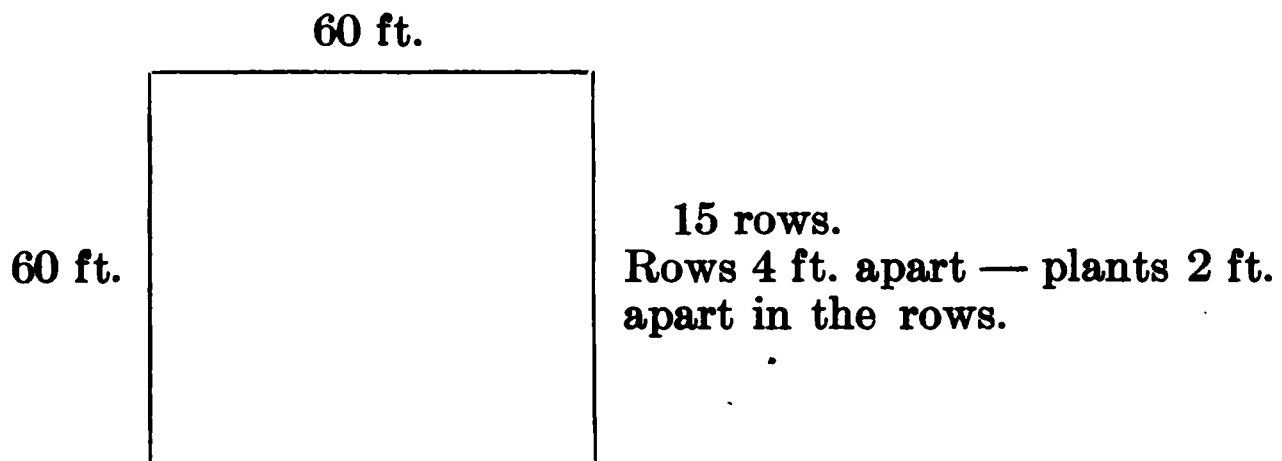 60 ft.
60 ft.
15 rows.
Rows 4 ft. apart — plants 2 ft.
apart in the rows.